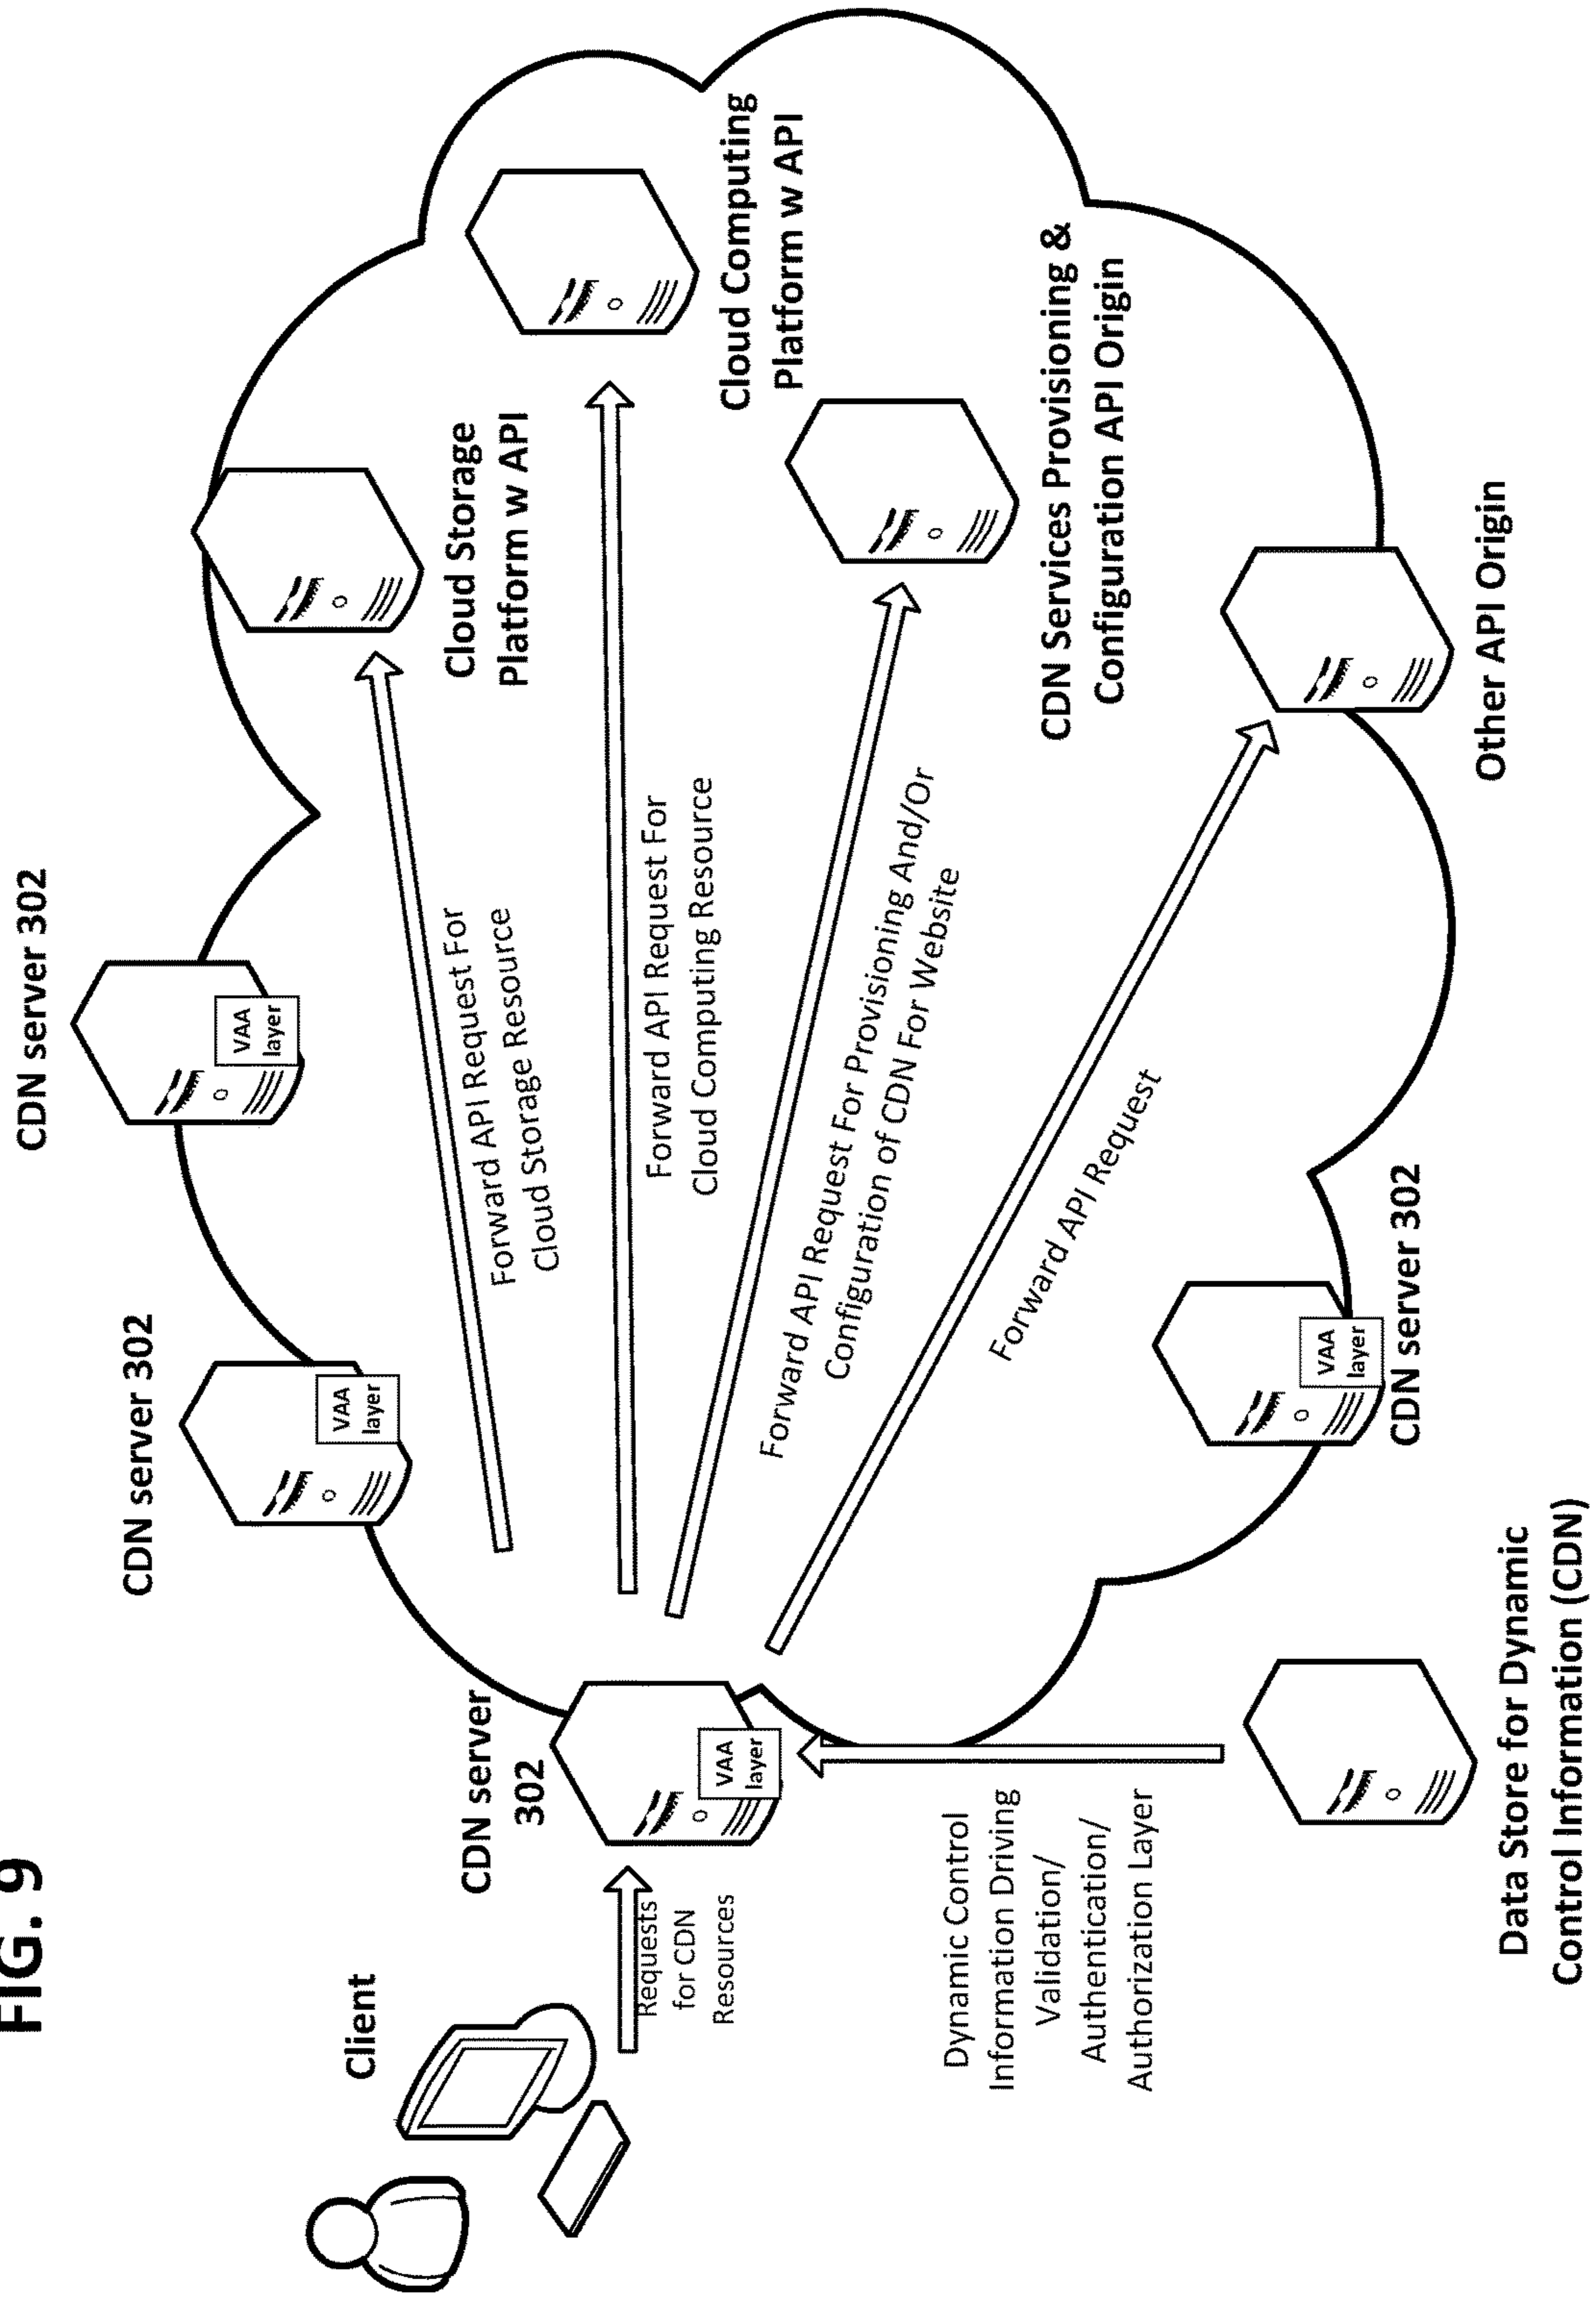 FIG. 9
CDN server 302
CDN server 302
VAA
layer
VAA
layer
Client
CDN server
302
VAA
layer
Requests
for CDN
Resources
Cloud Storage
Platform w API
Forward API Request For
Cloud Storage Resource
Cloud Computing
Platform w API
Forward API Request For
Cloud Computing Resource
Forward API Request For Provisioning And/Or
Configuration of CDN For Website
CDN Services Provisioning &
Configuration API Origin
Forward API Request
Other API Origin
Dynamic Control
Information Driving
Validation/
Authentication/
Authorization Layer
VAA
layer
CDN server 302
Data Store for Dynamic
Control Information (CDN)